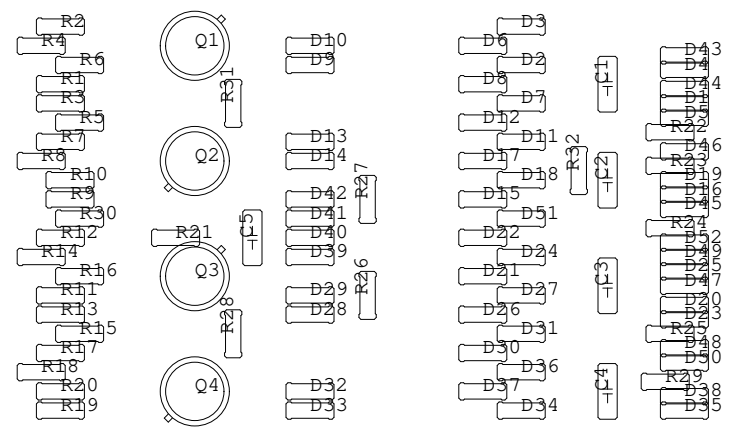 R2 D3
R4 Q1 D10 D6 D43
R6 D9 D2 D4
R1 R31 D8 C1 D44
R3 D7 D1
R5 D12 D5
R7 D13 D11 R22
R8 Q2 D14 D17 R32 D46
R10 R27 D18 C2 R23
R9 D42 D15 D19
R30 D41 D51 D16
R12 R21 C5 D40 D22 D45
R14 D39 D24 R24
R16 Q3 D21 C3 D52
R11 D29 R26 D27 D49
R13 R28 D28 D26 D25
R15 D31 D47
R17 D30 D20
R18 D36 D23
R20 Q4 D32 D37 C4 R25
R19 D33 D34 D48
D50
R29
D38
D35